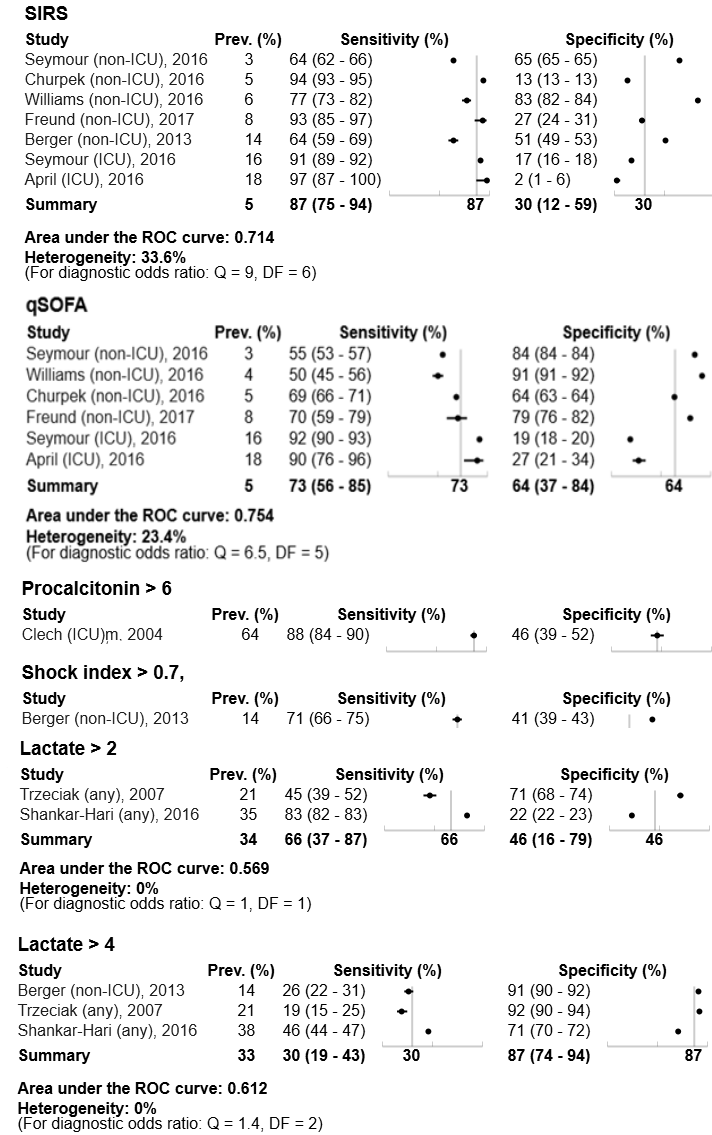 SIRS
Study Prev. (%) Sensitivity (%) Specificity (%)
Seymour (non-ICU), 2016 3 64 (62 - 66) 65 (65 - 65)
Churpek (non-ICU), 2016 5 94 (93 - 95) 13 (13 - 13)
Williams (non-ICU), 2016 6 77 (73 - 82) 83 (82 - 84)
Freund (non-ICU), 2017 8 93 (85 - 97) 27 (24 - 31)
Berger (non-ICU), 2013 14 64 (59 - 69) 51 (49 - 53)
Seymour (ICU), 2016 16 91 (89 - 92) 17 (16 - 18)
April (ICU), 2016 18 97 (87 - 100) 2 (1 - 6)
Summary 5 87 (75 - 94) 87 30 (12 - 59) 30
Area under the ROC curve: 0.714
Heterogeneity: 33.6%
(For diagnostic odds ratio: Q = 9, DF = 6)
qSOFA
Study Prev. (%) Sensitivity (%) Specificity (%)
Seymour (non-ICU), 2016 3 55 (53 - 57) 84 (84 - 84)
Williams (non-ICU), 2016 4 50 (45 - 56) 91 (91 - 92)
Churpek (non-ICU), 2016 5 69 (66 - 71) 64 (63 - 64)
Freund (non-ICU), 2017 8 70 (59 - 79) 79 (76 - 82)
Seymour (ICU), 2016 16 92 (90 - 93) 19 (18 - 20)
April (ICU), 2016 18 90 (76 - 96) 27 (21 - 34)
Summary 5 73 (56 - 85) 73 64 (37 - 84) 64
Area under the ROC curve: 0.754
Heterogeneity: 23.4%
(For diagnostic odds ratio: Q = 6.5, DF = 5)
Procalcitonin > 6
Study Prev. (%) Sensitivity (%) Specificity (%)
Clech (ICU)m. 2004 64 88 (84 - 90) 46 (39 - 52)
Shock index > 0.7,
Study Prev. (%) Sensitivity (%) Specificity (%)
Berger (non-ICU), 2013 14 71 (66 - 75) 41 (39 - 43)
Lactate > 2
Study Prev. (%) Sensitivity (%) Specificity (%)
Trzeciak (any), 2007 21 45 (39 - 52) 71 (68 - 74)
Shankar-Hari (any), 2016 35 83 (82 - 83) 22 (22 - 23)
Summary 34 66 (37 - 87) 66 46 (16 - 79) 46
Area under the ROC curve: 0.569
Heterogeneity: 0%
(For diagnostic odds ratio: Q = 1, DF = 1)
Lactate > 4
Study Prev. (%) Sensitivity (%) Specificity (%)
Berger (non-ICU), 2013 14 26 (22 - 31) 91 (90 - 92)
Trzeciak (any), 2007 21 19 (15 - 25) 92 (90 - 94)
Shankar-Hari (any), 2016 38 46 (44 - 47) 71 (70 - 72)
Summary 33 30 (19 - 43) 30 87 (74 - 94) 87
Area under the ROC curve: 0.612
Heterogeneity: 0%
(For diagnostic odds ratio: Q = 1.4, DF = 2)